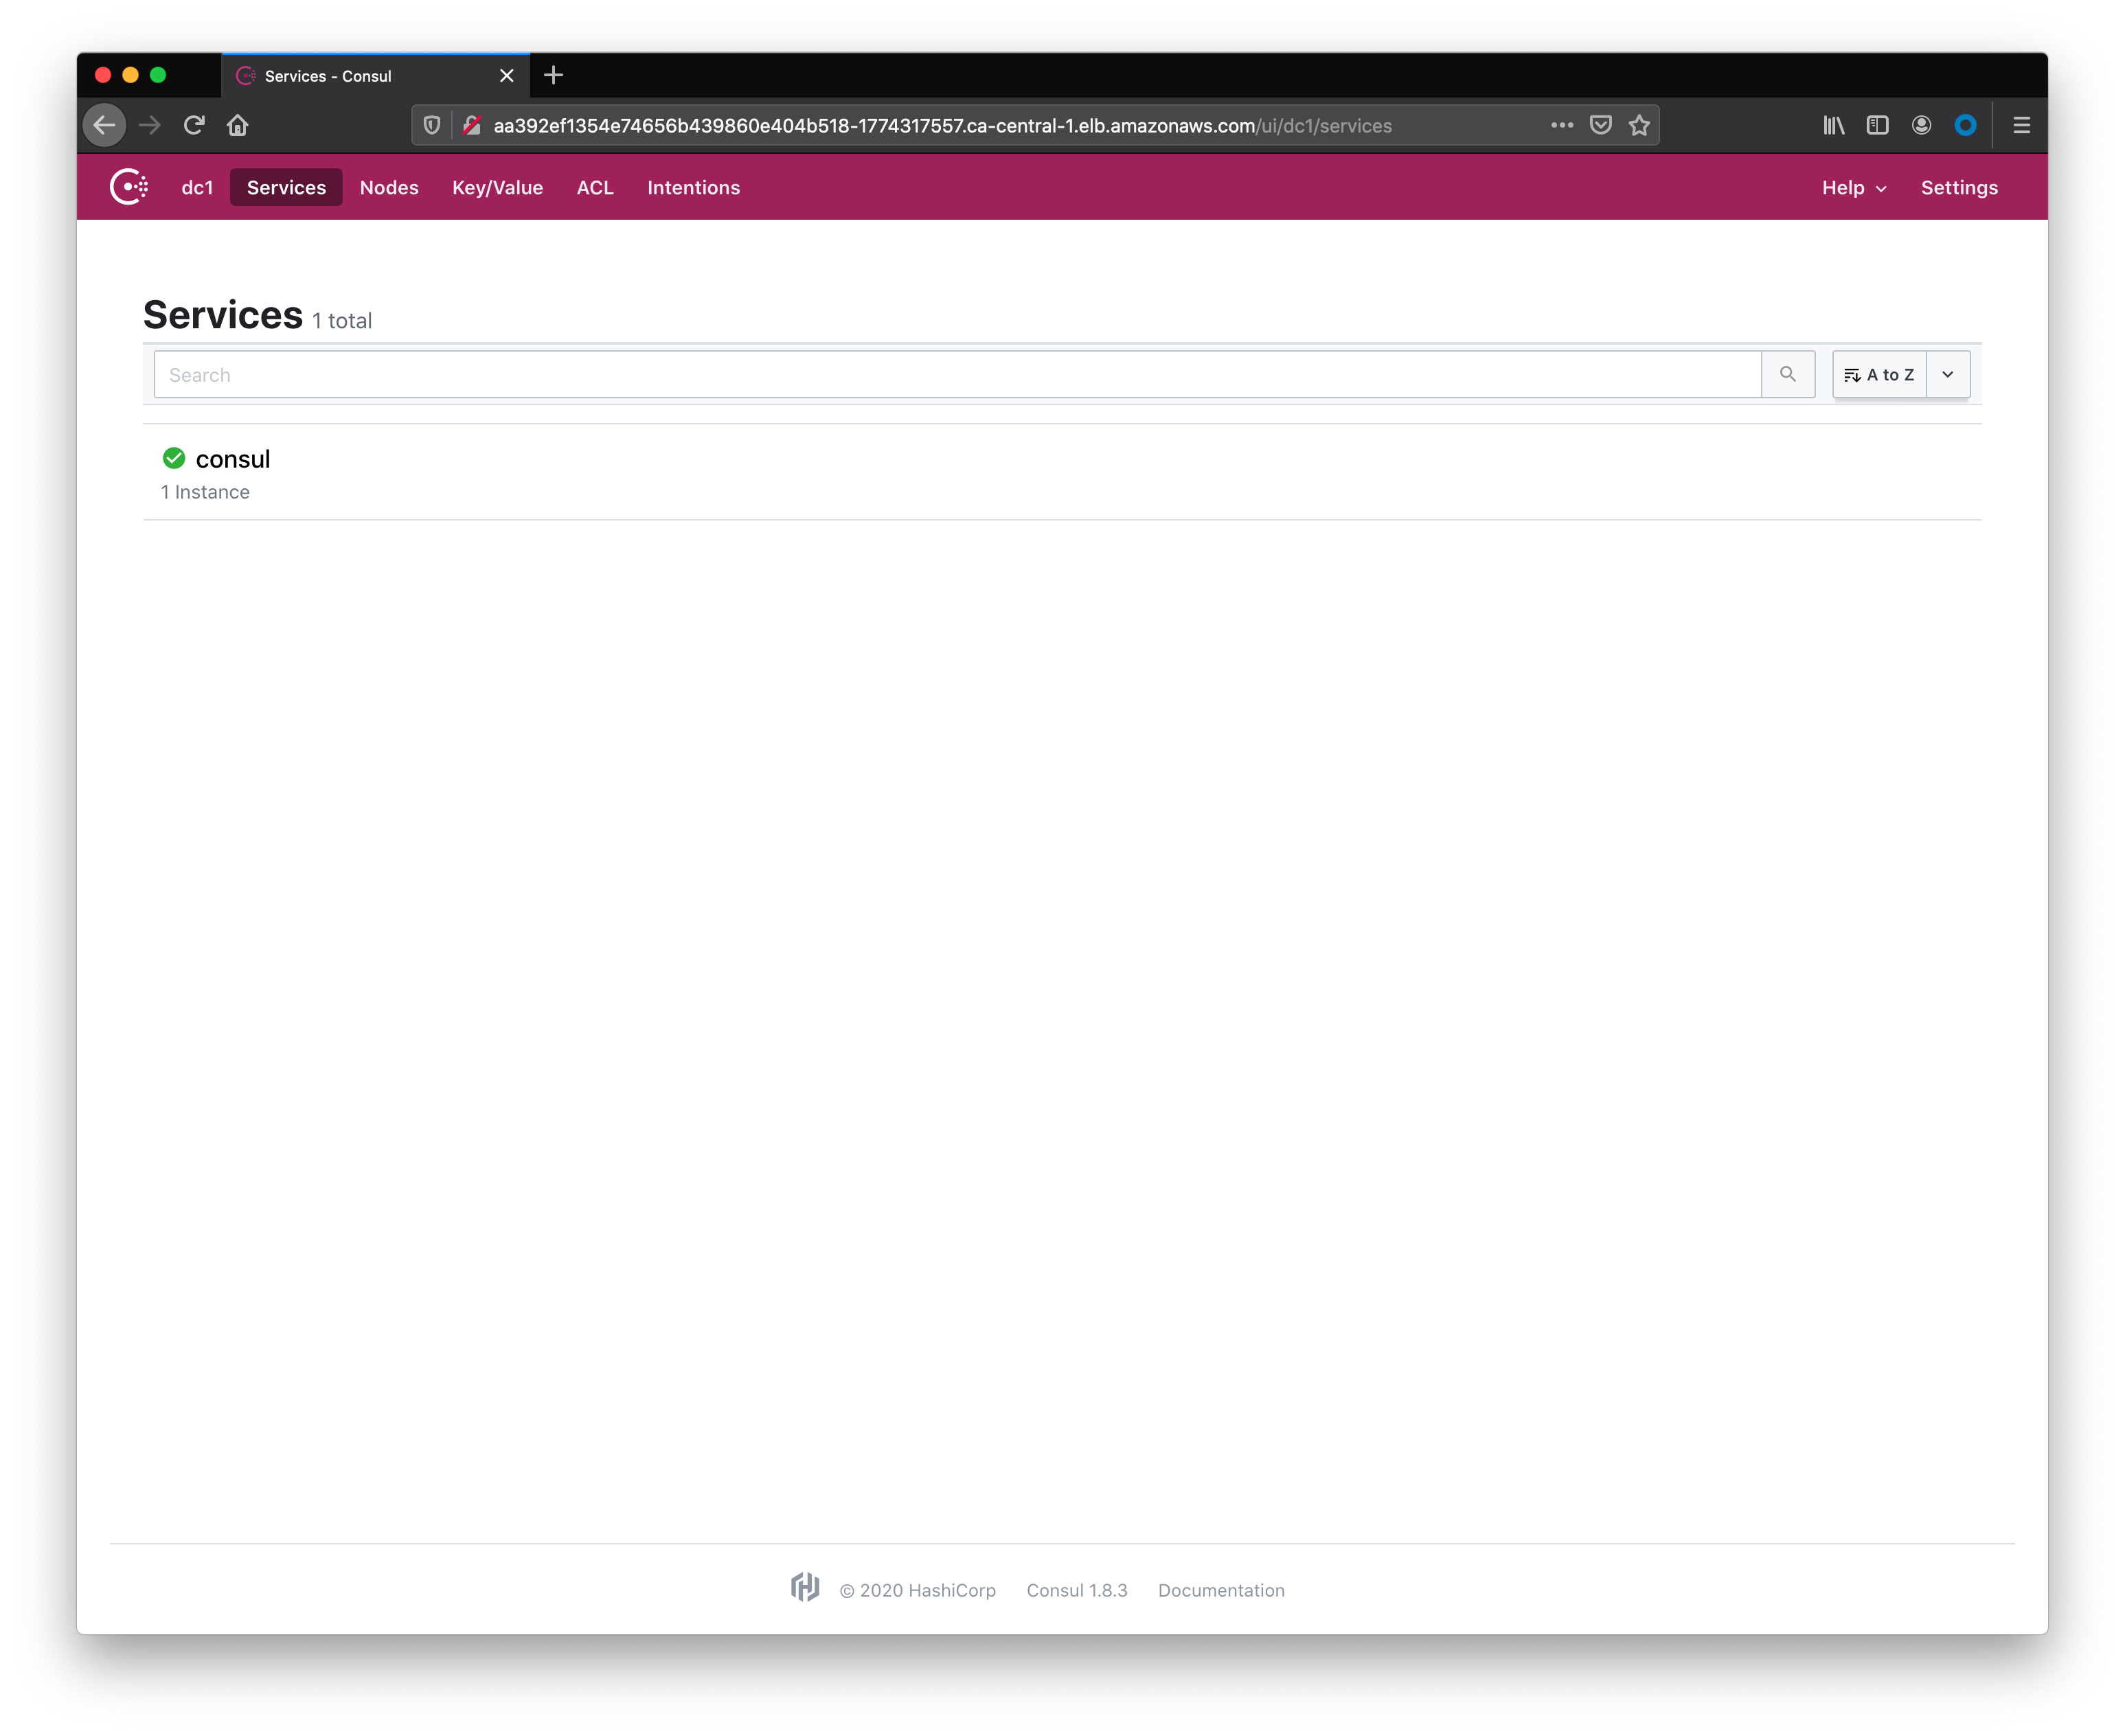 Services - Consul
aa392ef1354e74656b439860e404b518-1774317557.ca-central-1.elb.amazonaws.com/ui/dc1/services
dc1 Services Nodes Key/Value ACL Intentions Help Settings
Services 1 total
Search A to Z
consul
1 Instance
© 2020 HashiCorp Consul 1.8.3 Documentation